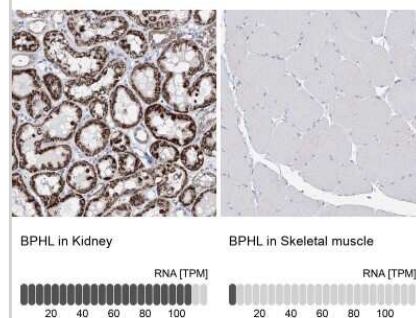 BPHL in Kidney
BPHL in Skeletal muscle
RNA [TPM]
RNA [TPM]
20 40 60 80 100
20 40 60 80 100